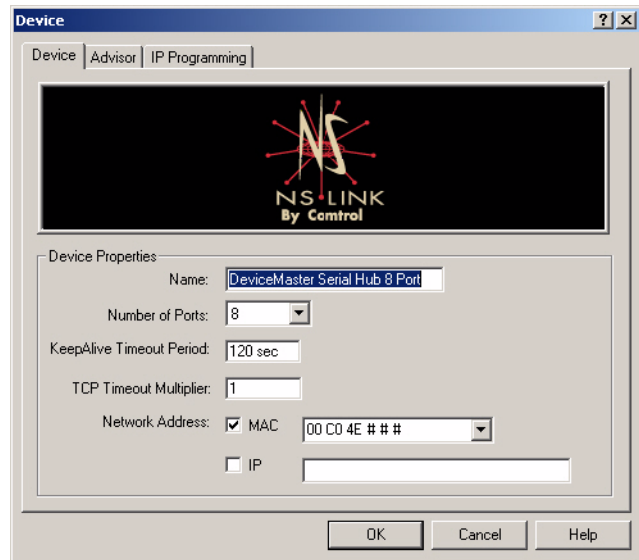 Device
Device Advisor IP Programming
NS
NS·LINK
By Comtrol
Device Properties
Name: DeviceMaster Serial Hub 8 Port
Number of Ports: 8
KeepAlive Timeout Period: 120 sec
TCP Timeout Multiplier: 1
Network Address: MAC 00 C0 4E # # #
IP
OK Cancel Help